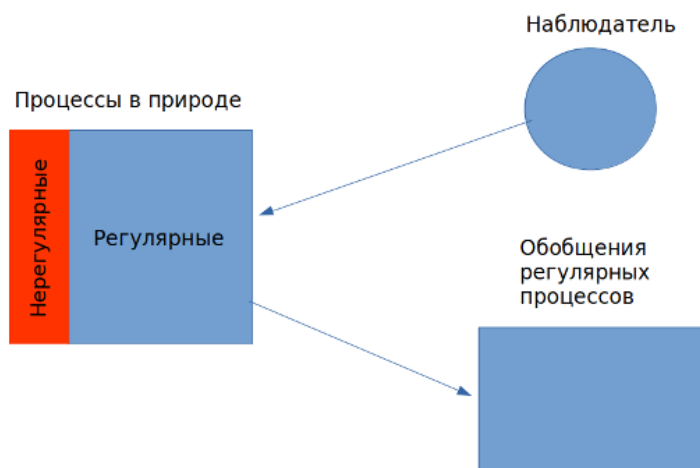 Наблюдатель
Процессы в природе
Нерегулярные
Регулярные
Обобщения
регулярных
процессов